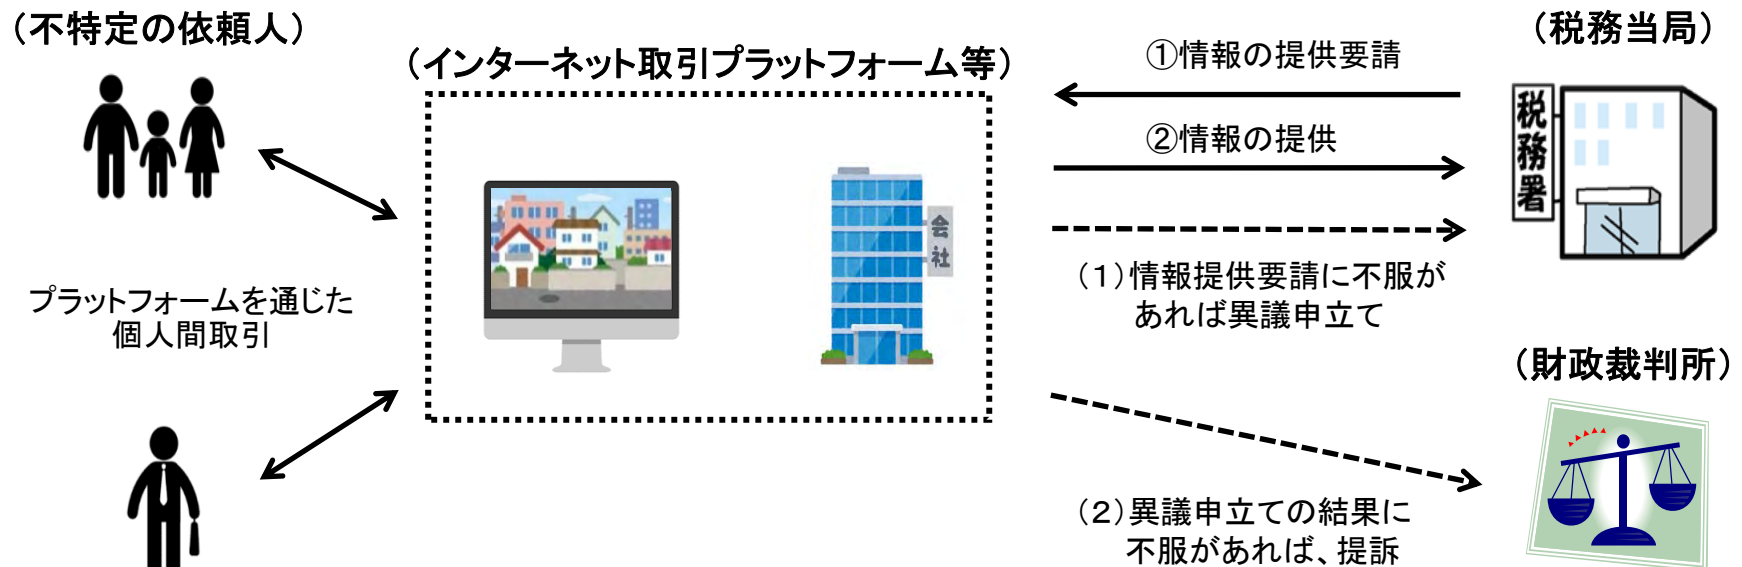 （不特定の依頼人）
（インターネット取引プラットフォーム等）
（税務当局）
①情報の提供要請
②情報の提供
税務署
会社
（１）情報提供要請に不服が
あれば異議申立て
プラットフォームを通じた
個人間取引
（財政裁判所）
（２）異議申立ての結果に
不服があれば、提訴